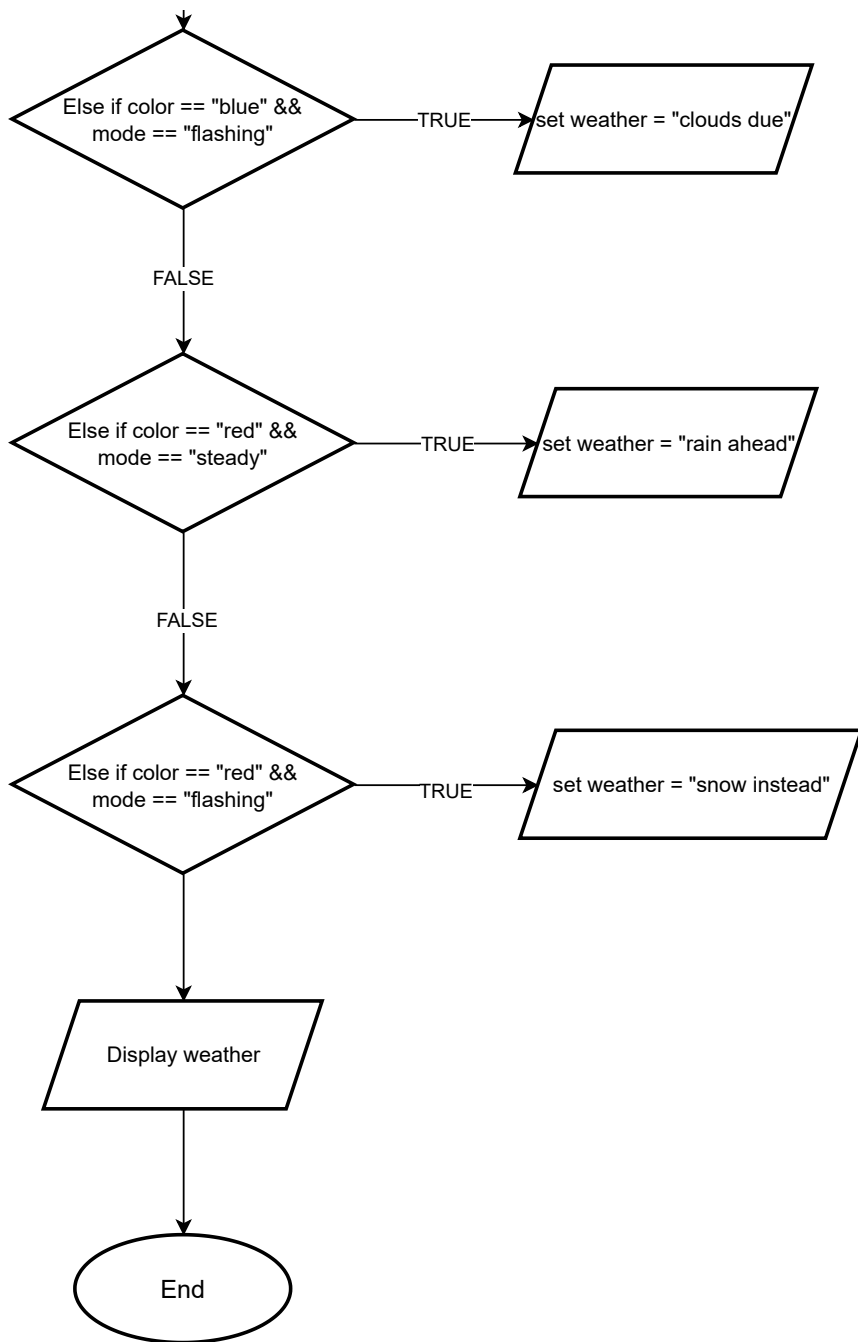 Else if color == "blue" &&
mode == "flashing"
TRUE
set weather = "clouds due"
FALSE
Else if color == "red" &&
mode == "steady"
TRUE
set weather = "rain ahead"
FALSE
Else if color == "red" &&
mode == "flashing"
TRUE
set weather = "snow instead"
Display weather
End